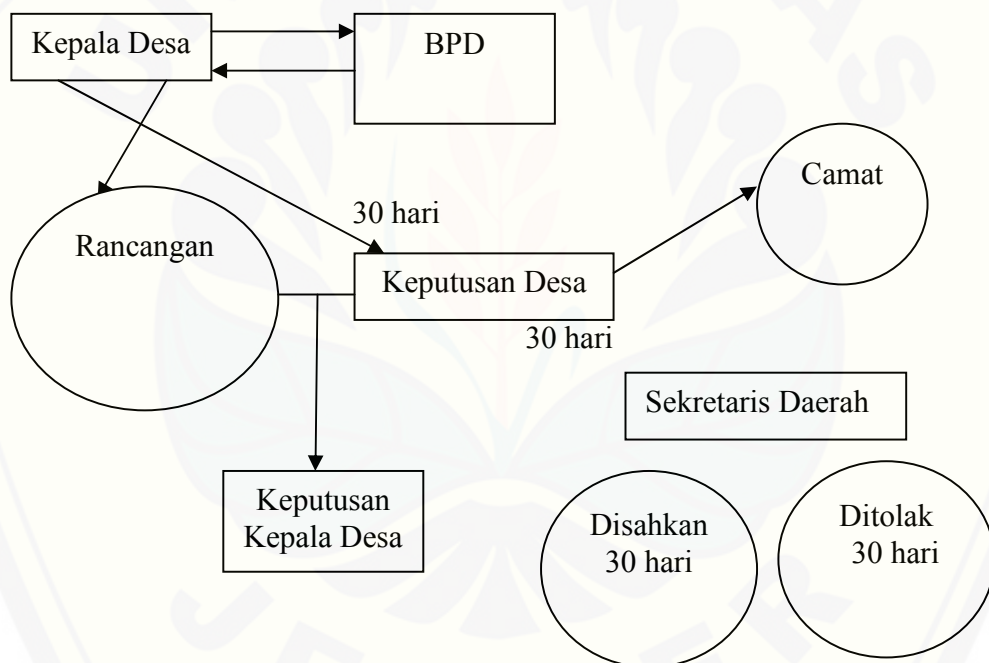 Kepala Desa
BPD
Camat
30 hari
Rancangan
Keputusan Desa
30 hari
Sekretaris Daerah
Keputusan
Kepala Desa
Disahkan
30 hari
Ditolak
30 hari